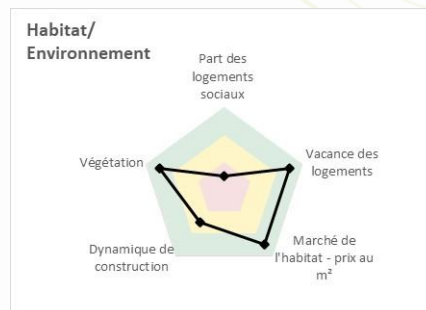 Habitat/
Environnement
Part des
logements
sociaux
Végétation
Vacance des
logements
Dynamique de
construction
Marché de
l'habitat - prix au
m²